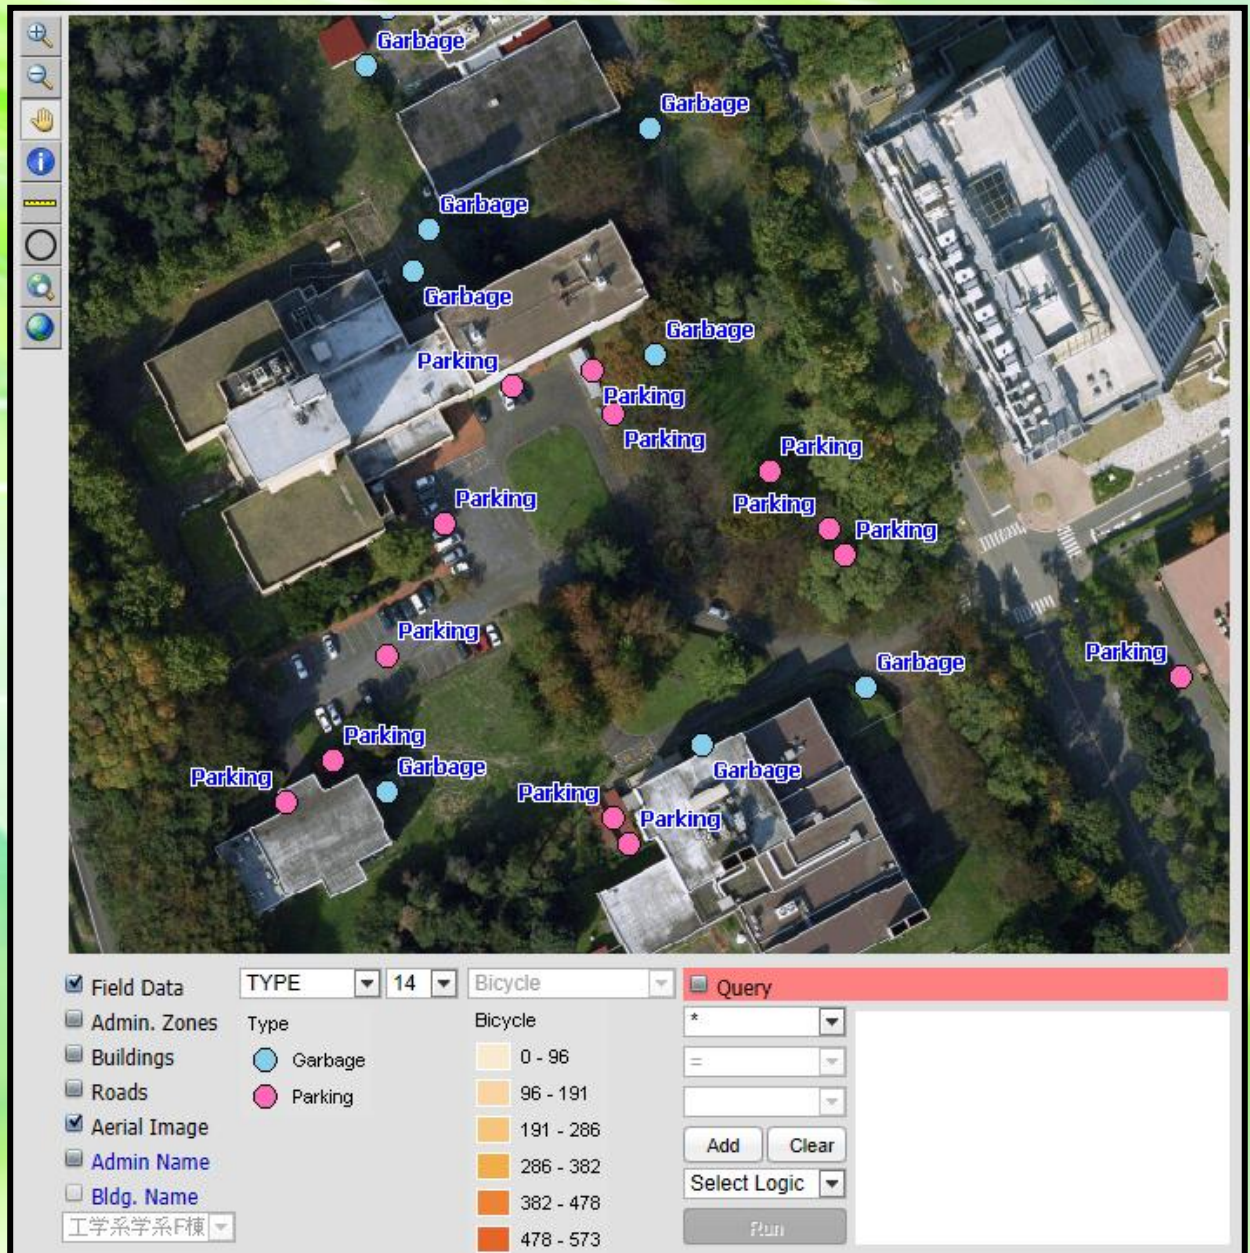 Garbage
Garbage
Garbage
Garbage
Garbage
Parking
Parking
Parking
Parking
Parking
Parking
Parking
Parking
Parking
Garbage
Parking
Parking
Garbage
Garbage
Parking
Parking
Parking
Field Data
Admin. Zones
Buildings
Roads
Aerial Image
Admin Name
Bldg. Name
工学系学系F棟
TYPE
14
Type
Garbage
Parking
Bicycle
Bicycle
0 - 96
96 - 191
191 - 286
286 - 382
382 - 478
478 - 573
Query
*
=
Add
Clear
Select Logic
Run